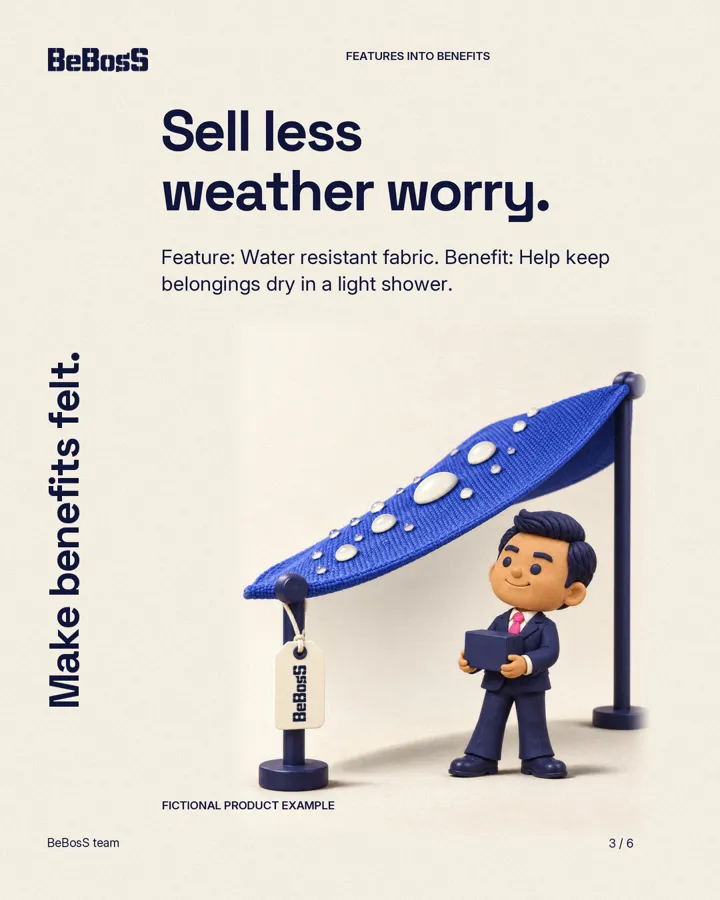 BeBosS
FEATURES INTO BENEFITS
Sell less
weather worry.
Feature: Water resistant fabric. Benefit: Help keep
belongings dry in a light shower.
Make benefits felt.
BeBosS
FICTIONAL PRODUCT EXAMPLE
BeBosS team
3 / 6